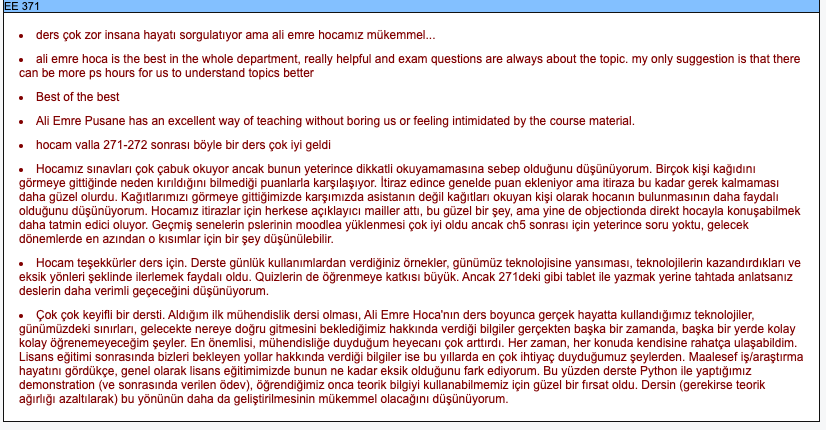 EE 371
• ders çok zor insana hayatı sorgulatıyor ama ali emre hocamız mükemmel...
• ali emre hoca is the best in the whole department, really helpful and exam questions are always about the topic. my only suggestion is that there
can be more ps hours for us to understand topics better
• Best of the best
• Ali Emre Pusane has an excellent way of teaching without boring us or feeling intimidated by the course material.
• hocam valla 271-272 sonrası böyle bir ders çok iyi geldi
• Hocamız sınavları çok çabuk okuyor ancak bunun yeterince dikkatli okuyamamasına sebep olduğunu düşünüyorum. Birçok kişi kağıdını
görmeye gittiğinde neden kırıldığını bilmediği puanlarla karşılaşıyor. İtiraz edince genelde puan ekleniyor ama itiraza bu kadar gerek kalmaması
daha güzel olurdu. Kağıtlarımızı görmeye gittiğimizde karşımızda asistanın değil kağıtları okuyan kişi olarak hocanın bulunmasının daha faydalı
olduğunu düşünüyorum. Hocamız itirazlar için herkese açıklayıcı mailler attı, bu güzel bir şey, ama yine de objectionda direkt hocayla konuşabilmek
daha tatmin edici oluyor. Geçmiş senelerin pslerinin moodlea yüklenmesi çok iyi oldu ancak ch5 sonrası için yeterince soru yoktu, gelecek
dönemlerde en azından o kısımlar için bir şey düşünülebilir.
• Hocam teşekkürler ders için. Derste günlük kullanımlardan verdiğiniz örnekler, günümüz teknolojisine yansıması, teknolojilerin kazandırdıkları ve
eksik yönleri şeklinde ilerlemek faydalı oldu. Quizlerin de öğrenmeye katkısı büyük. Ancak 271deki gibi tablet ile yazmak yerine tahtada anlatsanız
deslerin daha verimli geçeceğini düşünüyorum.
• Çok çok keyifli bir dersti. Aldığım ilk mühendislik dersi olması, Ali Emre Hoca'nın ders boyunca gerçek hayatta kullandığımız teknolojiler,
günümüzdeki sınırları, gelecekte nereye doğru gitmesini beklediğimiz hakkında verdiği bilgiler gerçekten başka bir zamanda, başka bir yerde kolay
kolay öğrenemeyeceğim şeyler. En önemlisi, mühendisliğe duyduğum heyecanı çok arttırdı. Her zaman, her konuda kendisine rahatça ulaşabildim.
Lisans eğitimi sonrasında bizleri bekleyen yollar hakkında verdiği bilgiler ise bu yıllarda en çok ihtiyaç duyduğumuz şeylerden. Maalesef iş/araştırma
hayatını gördükçe, genel olarak lisans eğitimimizde bunun ne kadar eksik olduğunu fark ediyorum. Bu yüzden derste Python ile yaptığımız
demonstration (ve sonrasında verilen ödev), öğrendiğimiz onca teorik bilgiyi kullanabilmemiz için güzel bir fırsat oldu. Dersin (gerekirse teorik
ağırlığı azaltılarak) bu yönünün daha da geliştirilmesinin mükemmel olacağını düşünüyorum.